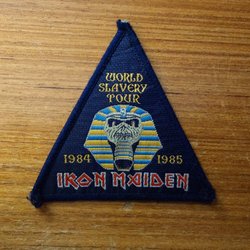 WORLD
SLAVERY
TOUR
1984 1985
IRON MAIDEN